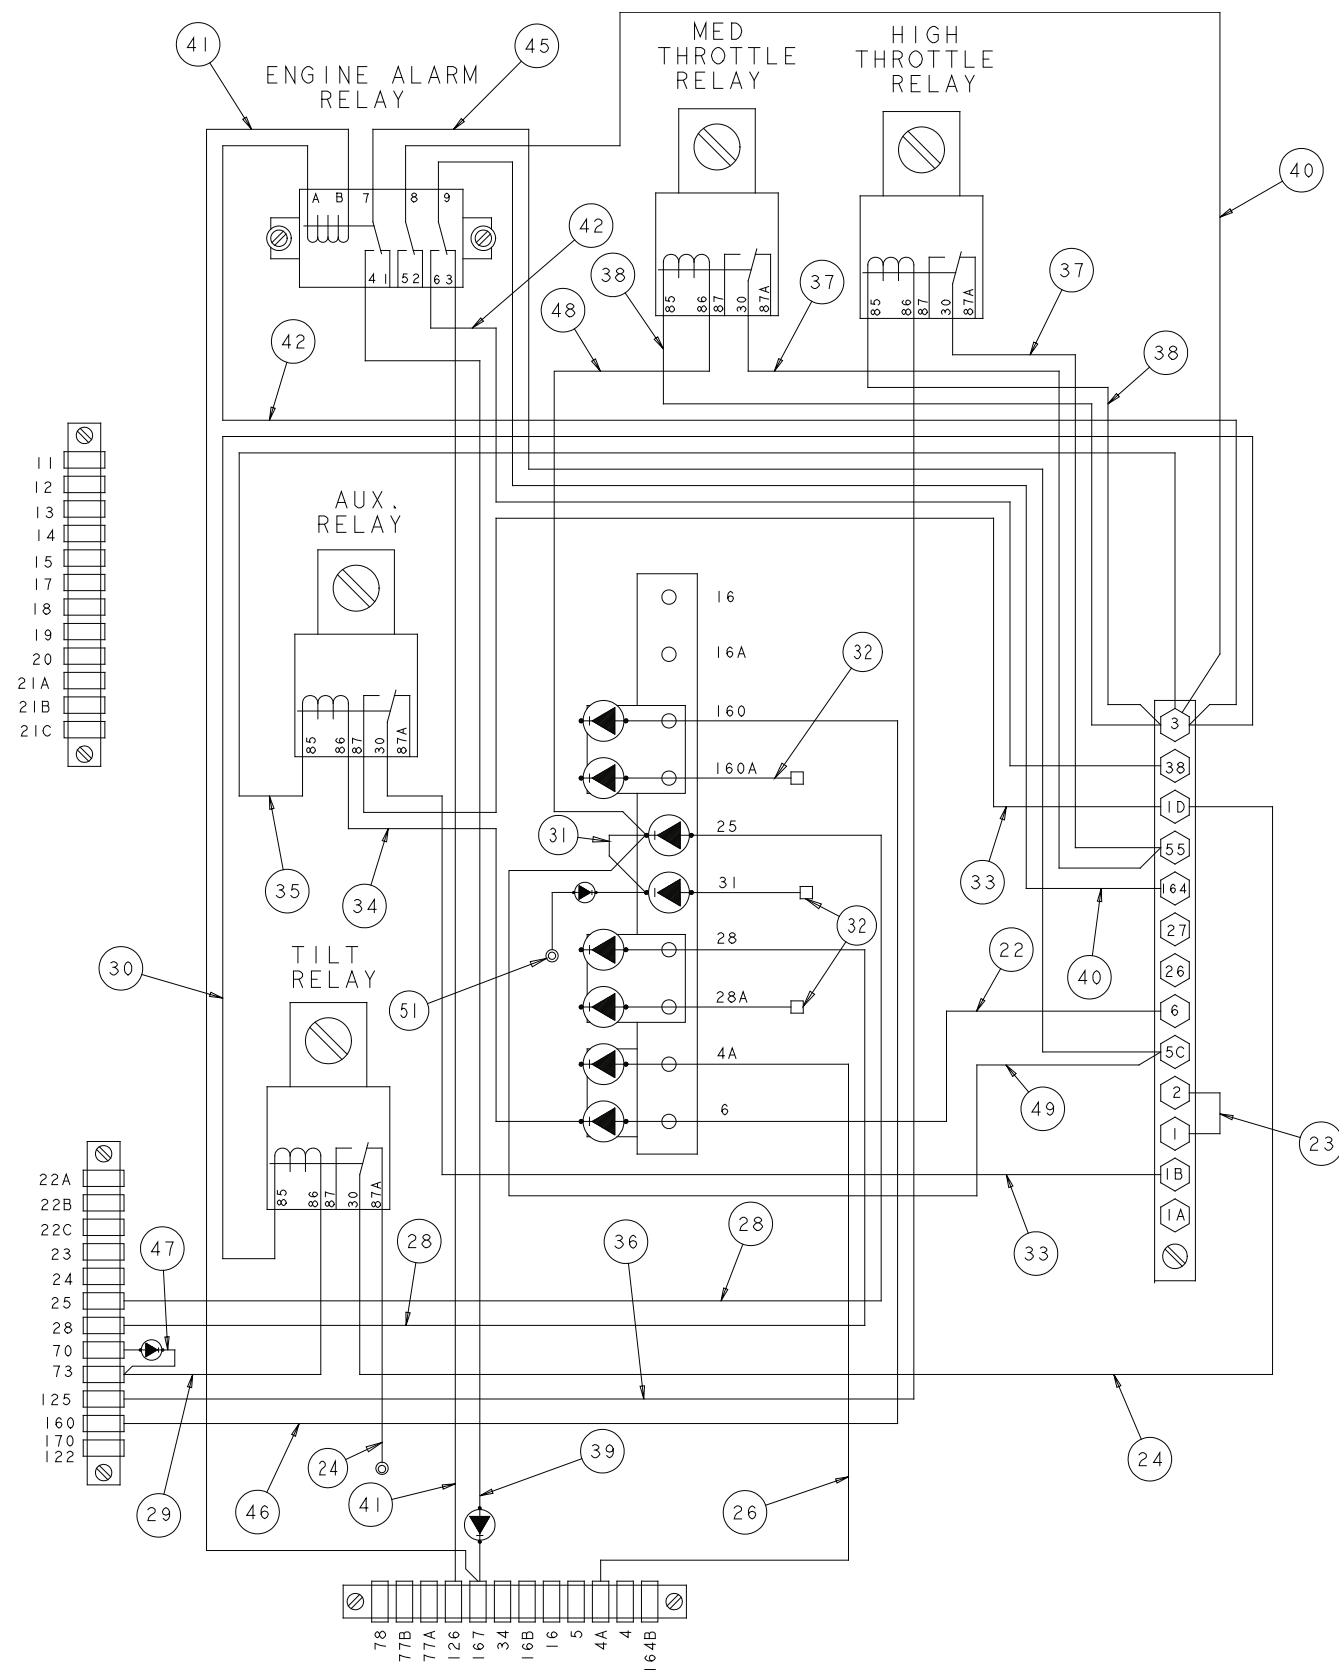 MED
THROTTLE
RELAY
HIGH
THROTTLE
RELAY
41
45
ENGINE ALARM
RELAY
40
A B 7 8 9
41 52 63
42
38
37
37
48
85 86 87 30 87A
85 86 87 30 87A
42
38
11
12
13
14
15
17
18
19
20
21A
21B
21C
AUX.
RELAY
85 86 87 30 87A
35
34
16
16A
160
160A
25
31
28
28A
4A
6
32
31
32
51
33
40
22
49
23
33
3
38
1D
55
164
27
26
6
5C
2
1
1B
1A
30
TILT
RELAY
85 86 87 30 87A
22A
22B
22C
23
24
25
28
70
73
125
160
170
122
47
28
36
28
29
46
24
41
39
26
24
78
77B
77A
126
167
34
16B
16
5
4A
4
164B